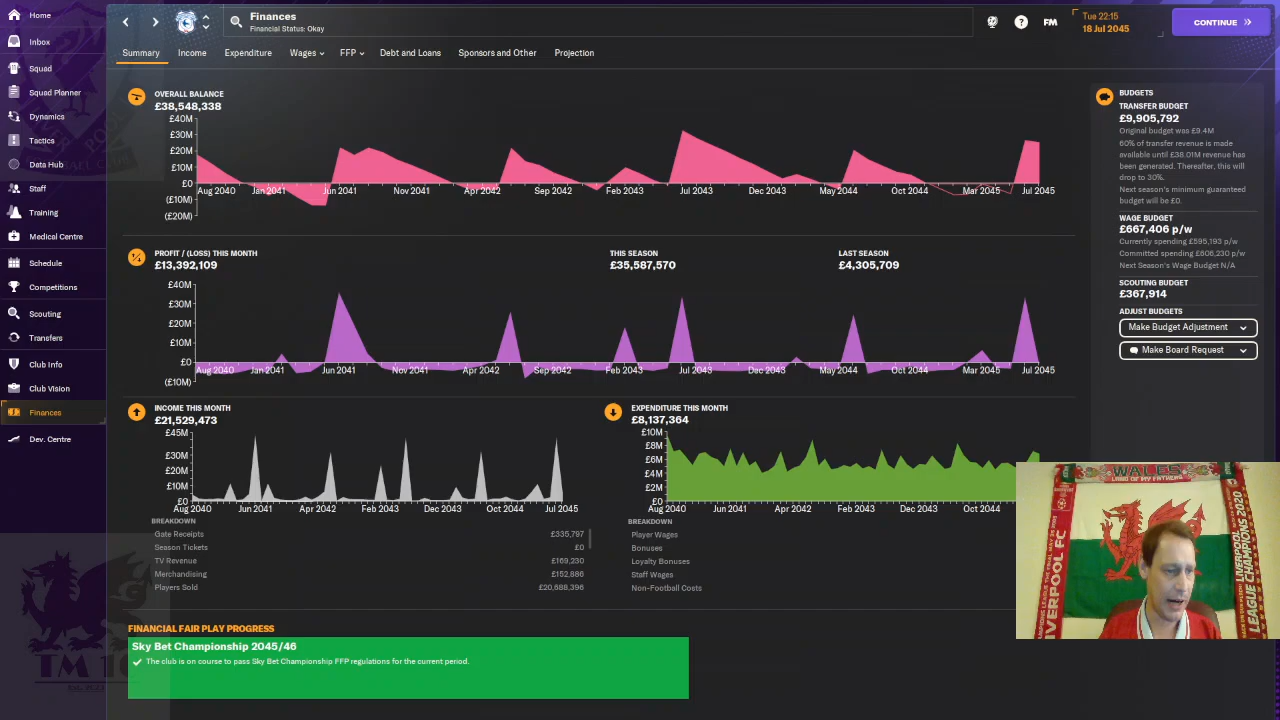 Home
Inbox
Squad
Squad Planner
Dynamics
Tactics
Data Hub
Staff
Training
Medical Centre
Schedule
Competitions
Scouting
Transfers
Club Info
Club Vision
Finances
Dev. Centre
Finances
Financial Status: Okay
FM
Tue 22:15
18 Jul 2045
CONTINUE
Summary Income Expenditure Wages FFP Debt and Loans Sponsors and Other Projection
OVERALL BALANCE
£38,548,338
£40M
£30M
£20M
£10M
£0
(£10M)
(£20M)
Aug 2040 Jan 2041 Jun 2041 Nov 2041 Apr 2042 Sep 2042 Feb 2043 Jul 2043 Dec 2043 May 2044 Oct 2044 Mar 2045 Jul 2045
PROFIT / (LOSS) THIS MONTH
£13,392,109
THIS SEASON
£35,587,570
LAST SEASON
£4,305,709
£40M
£30M
£20M
£10M
£0
(£10M)
Aug 2040 Jan 2041 Jun 2041 Nov 2041 Apr 2042 Sep 2042 Feb 2043 Jul 2043 Dec 2043 May 2044 Oct 2044 Mar 2045 Jul 2045
INCOME THIS MONTH
£21,529,473
£45M
£30M
£20M
£10M
£0
Aug 2040 Jun 2041 Apr 2042 Feb 2043 Dec 2043 Oct 2044 Jul 2045
BREAKDOWN
Gate Receipts £335,797
Season Tickets £0
TV Revenue £169,230
Merchandising £152,886
Players Sold £20,688,396
EXPENDITURE THIS MONTH
£8,137,364
£10M
£8M
£6M
£4M
£2M
£0
Aug 2040 Jun 2041 Apr 2042 Feb 2043 Dec 2043 Oct 2044
BREAKDOWN
Player Wages
Bonuses
Loyalty Bonuses
Staff Wages
Non-Football Costs
FINANCIAL FAIR PLAY PROGRESS
Sky Bet Championship 2045/46
The club is on course to pass Sky Bet Championship FFP regulations for the current period.
BUDGETS
TRANSFER BUDGET
£9,905,792
Original budget was £9.4M
60% of transfer revenue is made
available until £38.01M revenue has
been generated. Thereafter, this will
drop to 30%.
Next season's minimum guaranteed
budget will be £0.
WAGE BUDGET
£667,406 p/w
Currently spending £595,193 p/w
Committed spending £606,230 p/w
Next Season's Wage Budget N/A
SCOUTING BUDGET
£367,914
ADJUST BUDGETS
Make Budget Adjustment
Make Board Request
WALES
LAND OF MY FATHERS
LIVERPOOL FC
LIVERPOOL
LEAGUE CHAMPIONS 2020